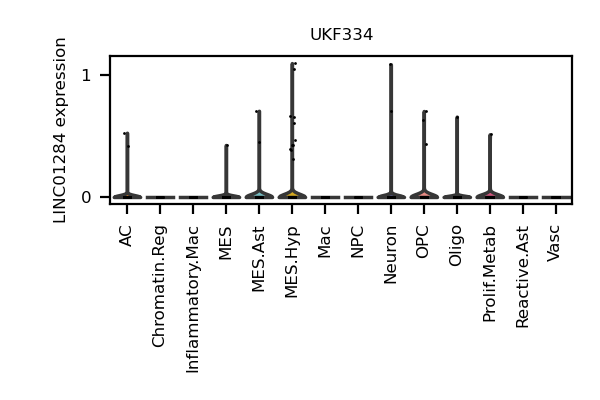 UKF334
LINC01284 expression
1
0
AC
Chromatin.Reg
Inflammatory.Mac
MES
MES.Ast
MES.Hyp
Mac
NPC
Neuron
OPC
Oligo
Prolif.Metab
Reactive.Ast
Vasc